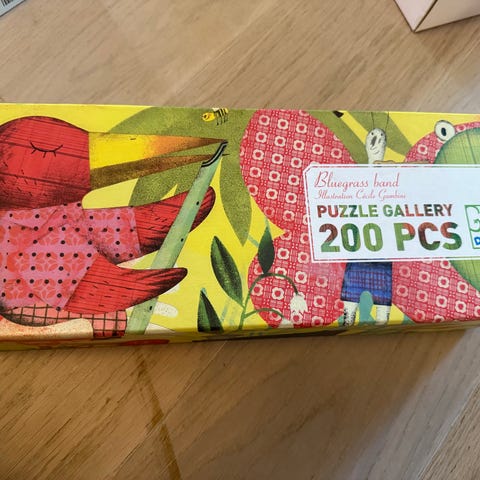 Bluegrass band
Illustration Cécile Gambini
PUZZLE GALLERY
200 PCS